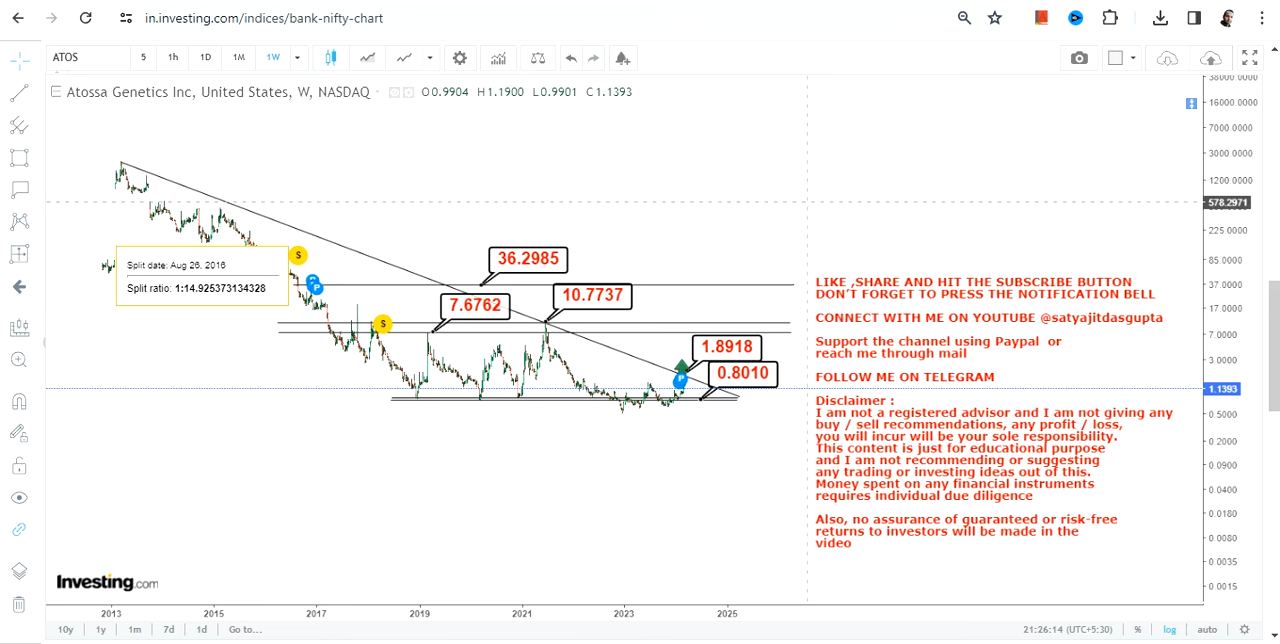 in.investing.com/indices/bank-nifty-chart
ATOS 5 1h 1D 1M 1W
Atossa Genetics Inc, United States, W, NASDAQ O0.9904 H1.1900 L0.9901 C1.1393
38000.0000
16000.0000
7000.0000
3000.0000
1200.0000
578.2971
225.0000
85.0000
37.0000
17.0000
7.0000
3.0000
1.1393
0.5000
0.2000
0.0900
0.0400
0.0180
0.0080
0.0035
0.0015
S
Split date: Aug 26, 2016
Split ratio: 1:14.925373134328
P
S
36.2985
7.6762
10.7737
1.8918
0.8010
P
LIKE ,SHARE AND HIT THE SUBSCRIBE BUTTON
DON'T FORGET TO PRESS THE NOTIFICATION BELL
CONNECT WITH ME ON YOUTUBE @satyajitdasgupta
Support the channel using Paypal or
reach me through mail
FOLLOW ME ON TELEGRAM
Disclaimer :
I am not a registered advisor and I am not giving any
buy / sell recommendations, any profit / loss,
you will incur will be your sole responsibility.
This content is just for educational purpose
and I am not recommending or suggesting
any trading or investing ideas out of this.
Money spent on any financial instruments
requires individual due diligence
Also, no assurance of guaranteed or risk-free
returns to investors will be made in the
video
Investing.com
2013 2015 2017 2019 2021 2023 2025
10y 1y 1m 7d 1d Go to... 21:26:14 (UTC+5:30) % log auto